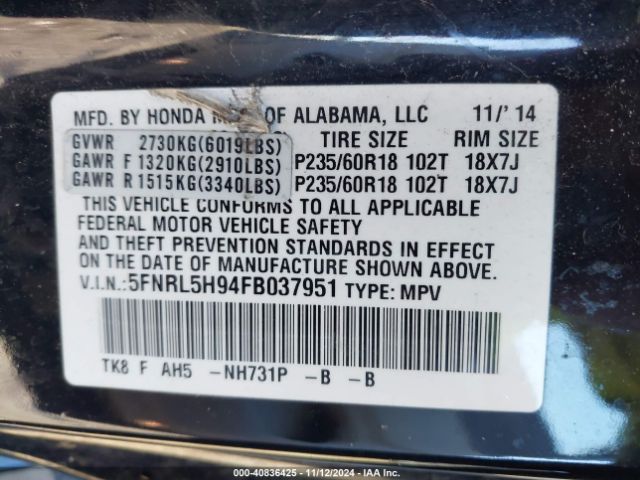 MFD. BY HONDA OF ALABAMA, LLC 11/' 14
GVWR 2730KG(6019LBS) TIRE SIZE RIM SIZE
GAWR F 1320KG(2910LBS) P235/60R18 102T 18X7J
GAWR R 1515KG(3340LBS) P235/60R18 102T 18X7J
THIS VEHICLE CONFORMS TO ALL APPLICABLE
FEDERAL MOTOR VEHICLE SAFETY
AND THEFT PREVENTION STANDARDS IN EFFECT
ON THE DATE OF MANUFACTURE SHOWN ABOVE.
V.I.N.:5FNRL5H94FB037951 TYPE: MPV
TK8 F AH5 -NH731P -B -B
000-40836425 - 11/12/2024 - IAA Inc.